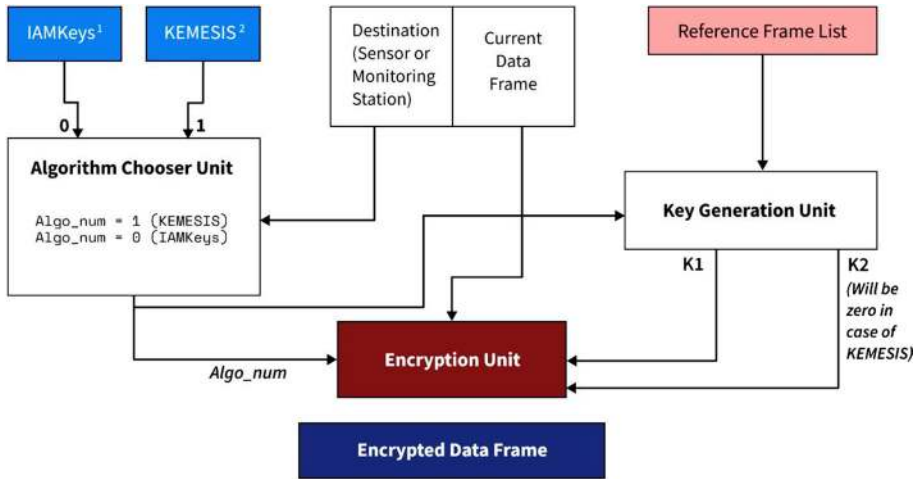 IAMKeys¹
KEMESIS²
Destination
(Sensor or
Monitoring
Station)
Current
Data
Frame
Reference Frame List
0
1
Algorithm Chooser Unit
Algo_num = 1 (KEMESIS)
Algo_num = 0 (IAMKeys)
Key Generation Unit
K1
K2
(Will be
zero in
case of
KEMESIS)
Encryption Unit
Algo_num
Encrypted Data Frame